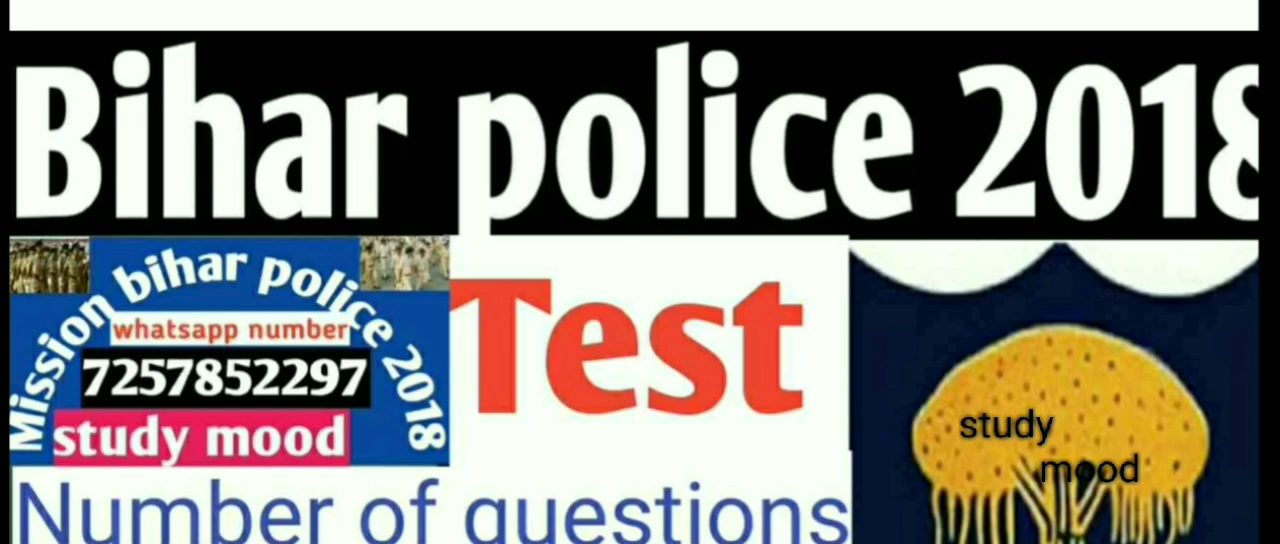 Bihar police 2018
Mission bihar police 2018
whatsapp number
7257852297
study mood
Test
study
mood
Number of questions